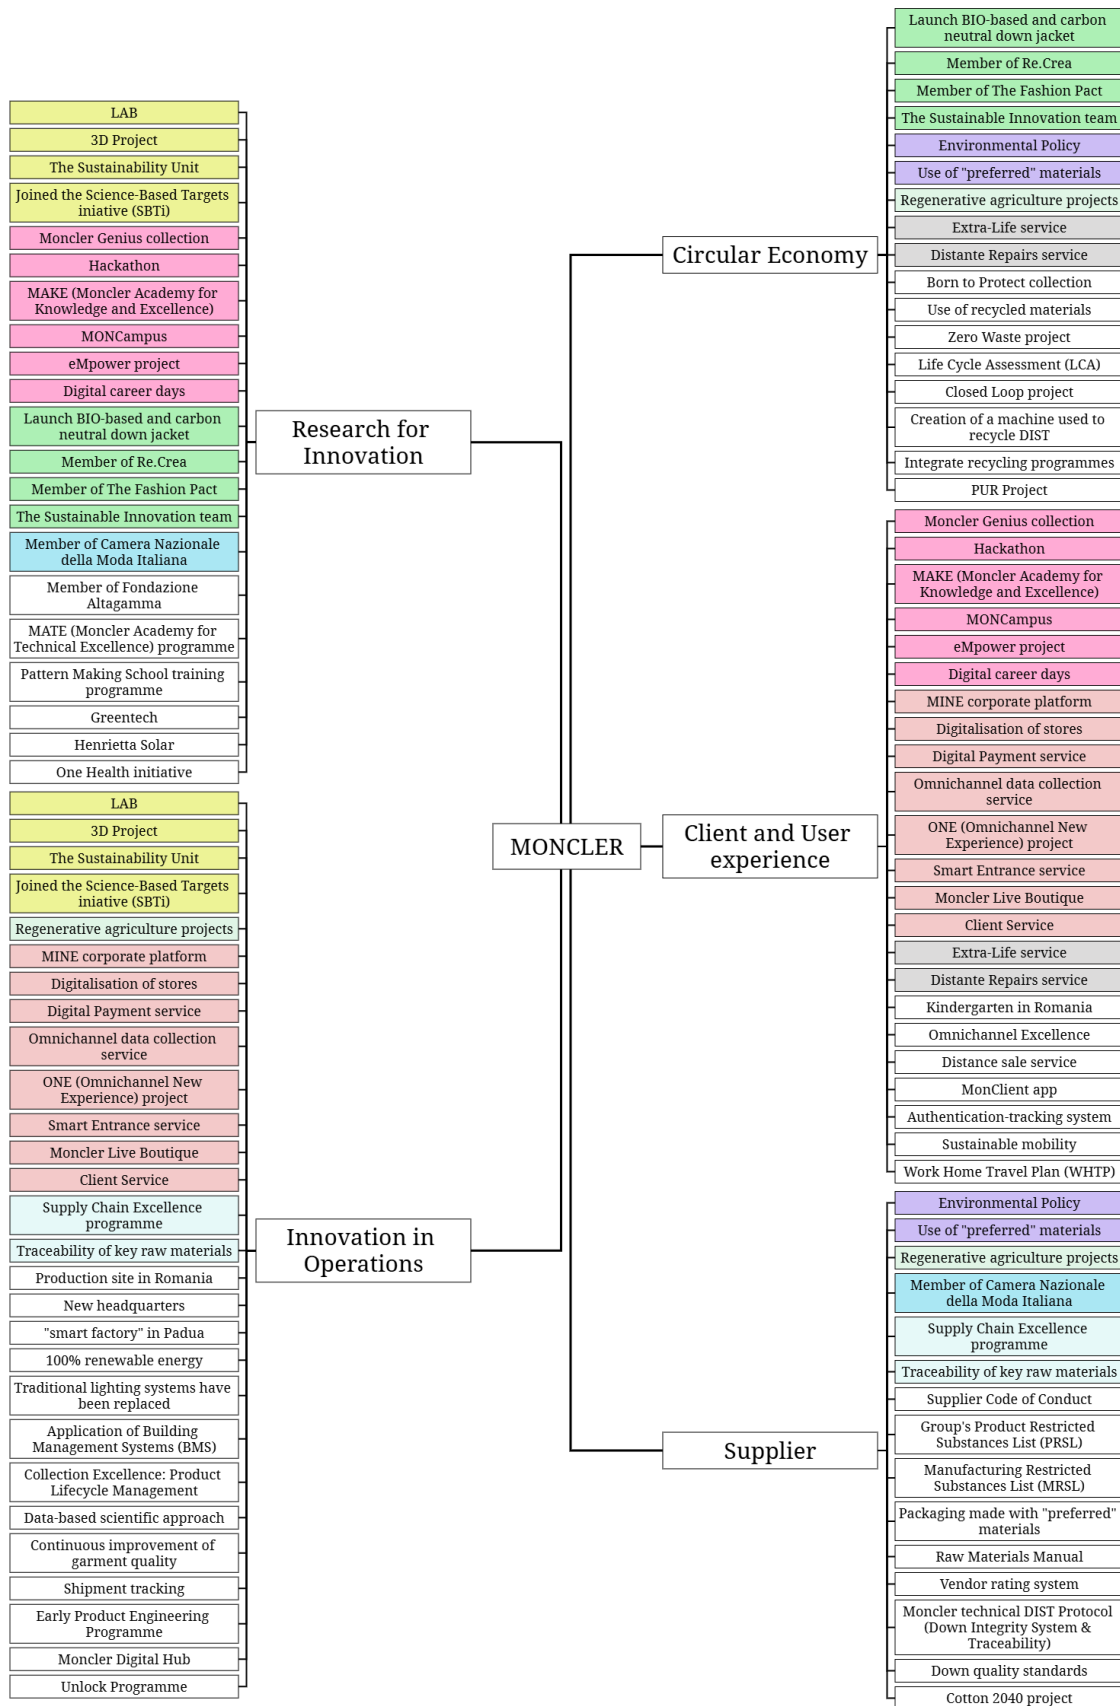 LAB
3D Project
The Sustainability Unit
Joined the Science-Based Targets
iniative (SBTi)
Moncler Genius collection
Hackathon
MAKE (Moncler Academy for
Knowledge and Excellence)
MONCampus
eMpower project
Digital career days
Launch BIO-based and carbon
neutral down jacket
Member of Re.Crea
Member of The Fashion Pact
The Sustainable Innovation team
Member of Camera Nazionale
della Moda Italiana
Member of Fondazione
Altagamma
MATE (Moncler Academy for
Technical Excellence) programme
Pattern Making School training
programme
Greentech
Henrietta Solar
One Health initiative
Research for
Innovation
LAB
3D Project
The Sustainability Unit
Joined the Science-Based Targets
iniative (SBTi)
Regenerative agriculture projects
MINE corporate platform
Digitalisation of stores
Digital Payment service
Omnichannel data collection
service
ONE (Omnichannel New
Experience) project
Smart Entrance service
Moncler Live Boutique
Client Service
Supply Chain Excellence
programme
Traceability of key raw materials
Production site in Romania
New headquarters
"smart factory" in Padua
100% renewable energy
Traditional lighting systems have
been replaced
Application of Building
Management Systems (BMS)
Collection Excellence: Product
Lifecycle Management
Data-based scientific approach
Continuous improvement of
garment quality
Shipment tracking
Early Product Engineering
Programme
Moncler Digital Hub
Unlock Programme
Innovation in
Operations
MONCLER
Circular Economy
Launch BIO-based and carbon
neutral down jacket
Member of Re.Crea
Member of The Fashion Pact
The Sustainable Innovation team
Environmental Policy
Use of "preferred" materials
Regenerative agriculture projects
Extra-Life service
Distante Repairs service
Born to Protect collection
Use of recycled materials
Zero Waste project
Life Cycle Assessment (LCA)
Closed Loop project
Creation of a machine used to
recycle DIST
Integrate recycling programmes
PUR Project
Client and User
experience
Moncler Genius collection
Hackathon
MAKE (Moncler Academy for
Knowledge and Excellence)
MONCampus
eMpower project
Digital career days
MINE corporate platform
Digitalisation of stores
Digital Payment service
Omnichannel data collection
service
ONE (Omnichannel New
Experience) project
Smart Entrance service
Moncler Live Boutique
Client Service
Extra-Life service
Distante Repairs service
Kindergarten in Romania
Omnichannel Excellence
Distance sale service
MonClient app
Authentication-tracking system
Sustainable mobility
Work Home Travel Plan (WHTP)
Supplier
Environmental Policy
Use of "preferred" materials
Regenerative agriculture projects
Member of Camera Nazionale
della Moda Italiana
Supply Chain Excellence
programme
Traceability of key raw materials
Supplier Code of Conduct
Group's Product Restricted
Substances List (PRSL)
Manufacturing Restricted
Substances List (MRSL)
Packaging made with "preferred"
materials
Raw Materials Manual
Vendor rating system
Moncler technical DIST Protocol
(Down Integrity System &
Traceability)
Down quality standards
Cotton 2040 project